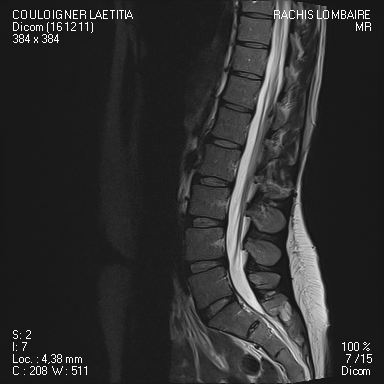 COULOIGNER LAETITIA
RACHIS LOMBAIRE
Dicom (161211)
MR
384 x 384
S: 2
I: 7
100 %
Loc. : 4,38 mm
7 / 15
C : 208 W : 511
Dicom